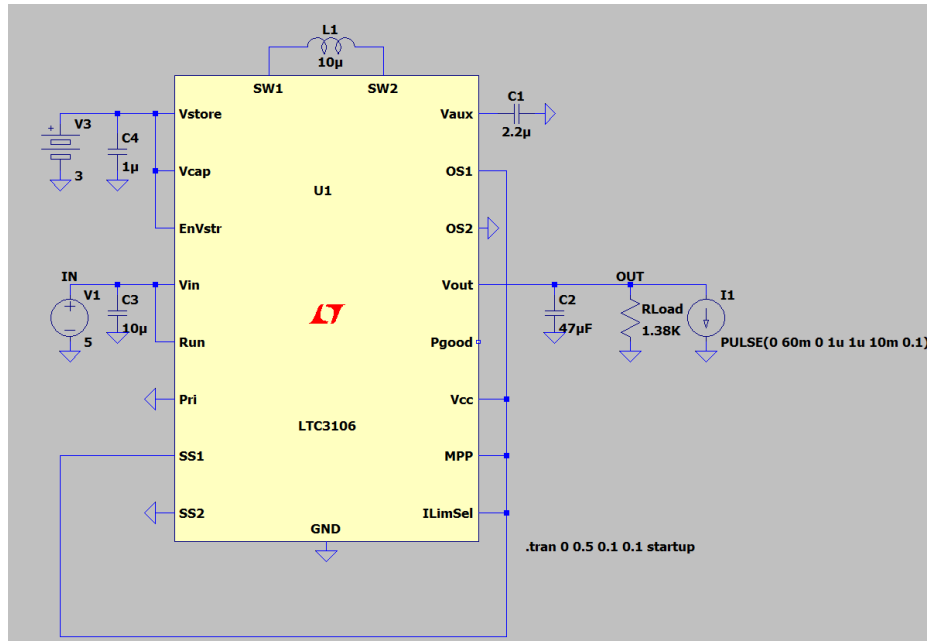 L1
10µ
SW1 SW2
V3
+
C4
1µ
3
Vstore
Vcap
EnVstr
U1
Vaux
C1
2.2µ
OS1
OS2
IN
V1
+
5
C3
10µ
Vin
Run
Vout
OUT
C2
47µF
RLoad
1.38K
I1
PULSE(0 60m 0 1u 1u 10m 0.1)
Pgood
Pri
LTC3106
Vcc
SS1
MPP
SS2
ILimSel
GND
.tran 0 0.5 0.1 0.1 startup